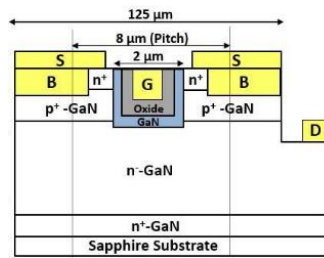 125 µm
8 µm (Pitch)
2 µm
S S
B n⁺ G n⁺ B
p⁺ -GaN Oxide p⁺ -GaN
GaN
D
n⁻-GaN
n⁺-GaN
Sapphire Substrate